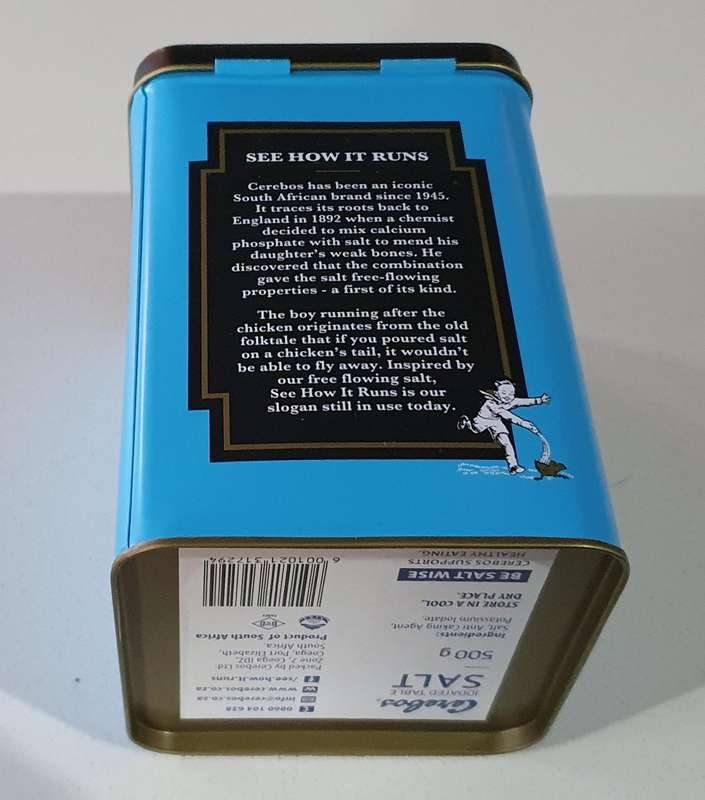 SEE HOW IT RUNS
Cerebos has been an iconic
South African brand since 1945.
It traces its roots back to
England in 1892 when a chemist
decided to mix calcium
phosphate with salt to mend his
daughter's weak bones. He
discovered that the combination
gave the salt free-flowing
properties - a first of its kind.
The boy running after the
chicken originates from the old
folktale that if you poured salt
on a chicken's tail, it wouldn't
be able to fly away. Inspired by
our free flowing salt,
See How It Runs is our
slogan still in use today.
Cerebos
IODATED TABLE
SALT
500 g
Ingredients:
Salt, Anti Caking Agent,
Potassium Iodate.
STORE IN A COOL,
DRY PLACE.
BE SALT WISE
CEREBOS SUPPORTS
HEALTHY EATING.
0860 104 638
info@cerebos.co.za
www.cerebos.co.za
/see.how.it.runs
Packed by Cerebos Ltd:
Zone 7, Coega IDZ,
Coega, Port Elizabeth,
South Africa.
Product of South Africa
6 001021 317294